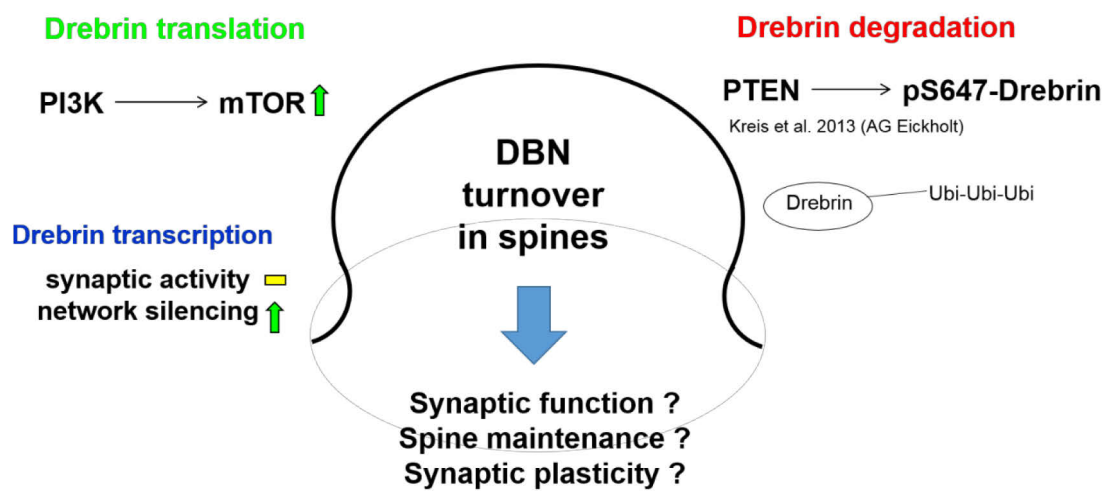 Drebrin translation
PI3K → mTOR
Drebrin transcription
synaptic activity
network silencing
DBN
turnover
in spines
Synaptic function ?
Spine maintenance ?
Synaptic plasticity ?
Drebrin degradation
PTEN → pS647-Drebrin
Kreis et al. 2013 (AG Eickholt)
Drebrin
Ubi-Ubi-Ubi